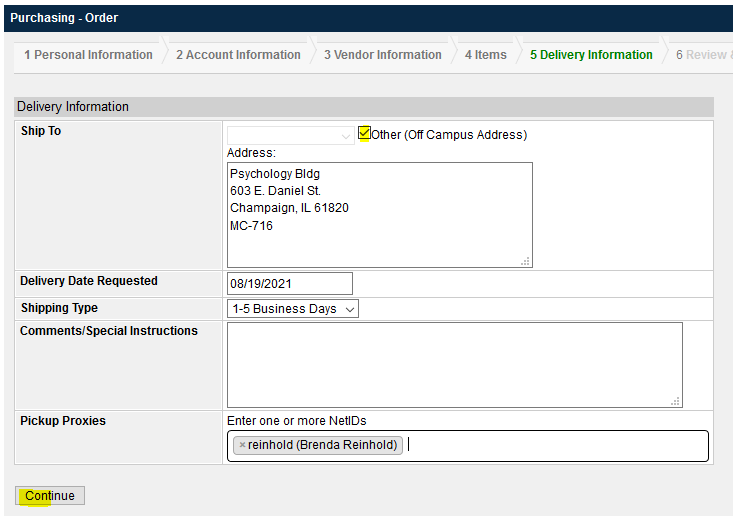 Purchasing - Order
1 Personal Information 2 Account Information 3 Vendor Information 4 Items 5 Delivery Information 6 Review
Delivery Information
Ship To
Other (Off Campus Address)
Address:
Psychology Bldg
603 E. Daniel St.
Champaign, IL 61820
MC-716
Delivery Date Requested
08/19/2021
Shipping Type
1-5 Business Days
Comments/Special Instructions
Pickup Proxies
Enter one or more NetIDs
× reinhold (Brenda Reinhold)
Continue